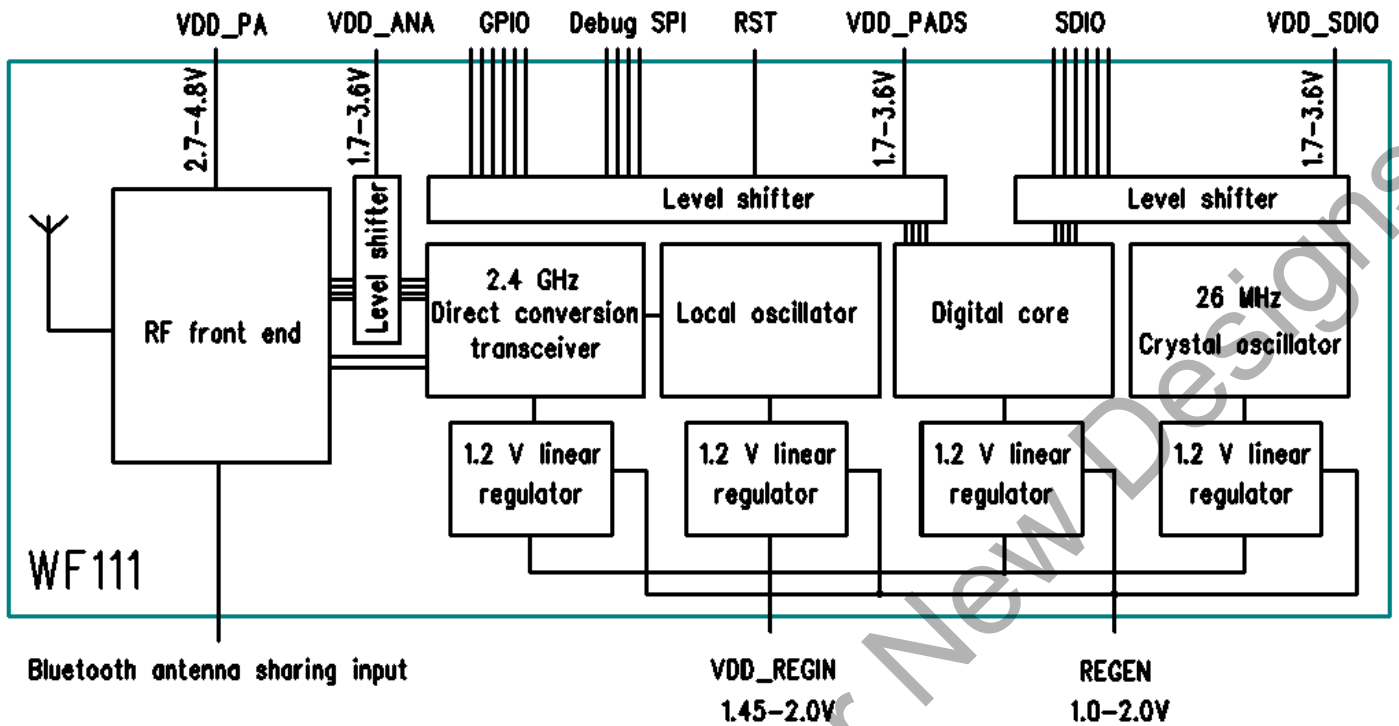 VDD_PA VDD_ANA GPIO Debug SPI RST VDD_PADS SDIO VDD_SDIO
2.7-4.8V
1.7-3.6V
1.7-3.6V
1.7-3.6V
Level shifter
Level shifter
Level shifter
RF front end
2.4 GHz
Direct conversion
transceiver
Local oscillator
Digital core
26 MHz
Crystal oscillator
1.2 V linear
regulator
1.2 V linear
regulator
1.2 V linear
regulator
1.2 V linear
regulator
WF111
Bluetooth antenna sharing input
VDD_REGIN
1.45-2.0V
REGEN
1.0-2.0V
r New Designs